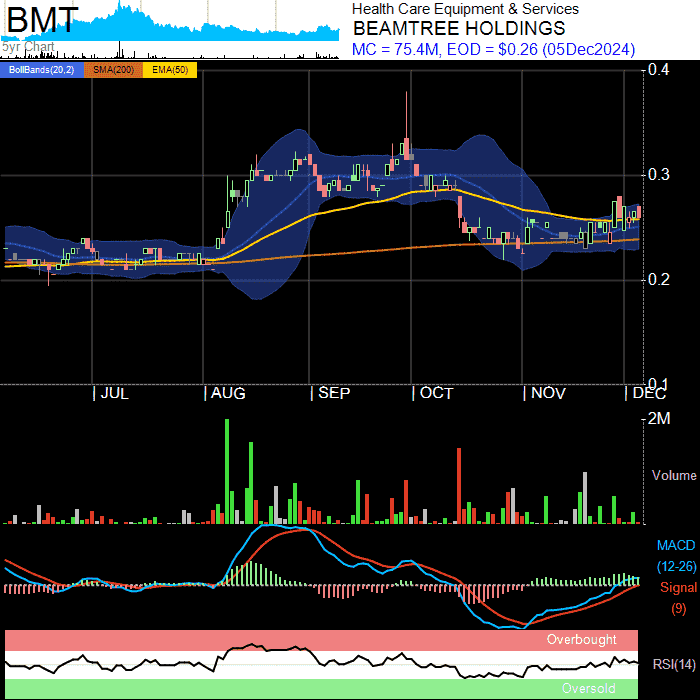 BMT
5yr Chart
Health Care Equipment & Services
BEAMTREE HOLDINGS
MC = 75.4M, EOD = $0.26 (05Dec2024)
BollBands(20,2) SMA(200) EMA(50)
0.4
0.3
0.2
0.1
JUL AUG SEP OCT NOV DEC
2M
Volume
MACD
(12-26)
Signal
(9)
Overbought
RSI(14)
Oversold